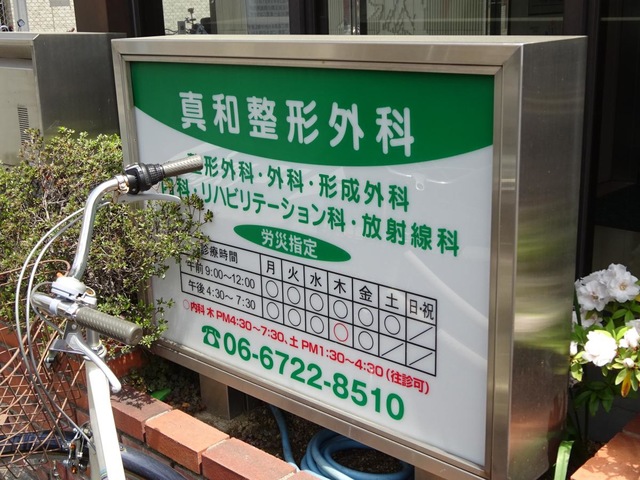 真和整形外科
整形外科・外科・形成外科
内科・リハビリテーション科・放射線科
労災指定
診療時間 月 火 水 木 金 土 日・祝
午前 9:00〜12:00 ○ ○ ○ ○ ○ ○ ／
午後 4:30〜7:30 ○ ○ ○ ○ ○ ／ ／
○内科 木 PM4:30〜7:30、土 PM1:30〜4:30 (往診可)
☎06-6722-8510